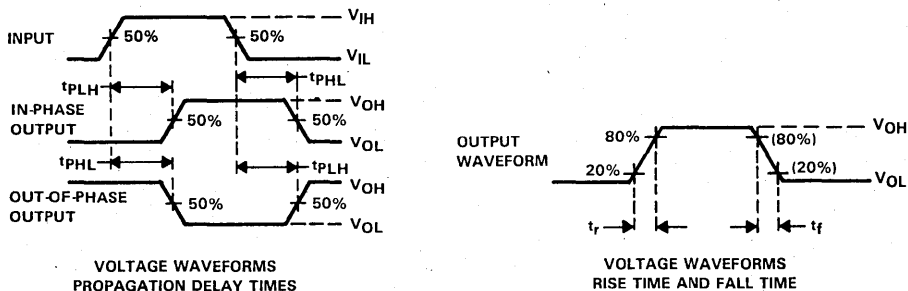 INPUT
50%
50%
VIH
VIL
tPLH
tPHL
IN-PHASE
OUTPUT
50%
50%
VOH
VOL
tPHL
tPLH
OUT-OF-PHASE
OUTPUT
50%
50%
VOH
VOL
VOLTAGE WAVEFORMS
PROPAGATION DELAY TIMES
OUTPUT
WAVEFORM
80%
20%
(80%)
(20%)
VOH
VOL
tr
tf
VOLTAGE WAVEFORMS
RISE TIME AND FALL TIME